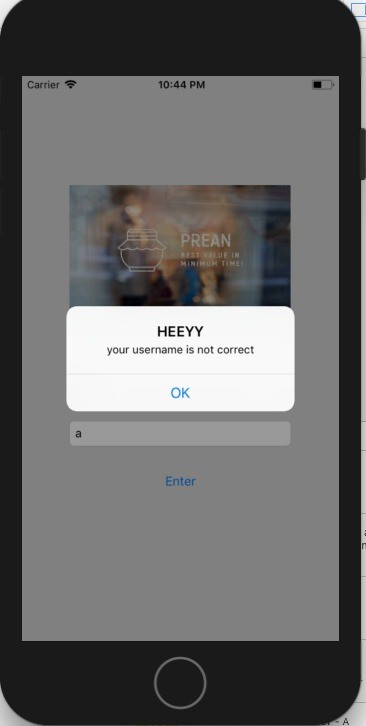 Carrier
10:44 PM
PREAN
BEST VALUE IN
MINIMUM TIME!
HEEYY
your username is not correct
OK
a
Enter